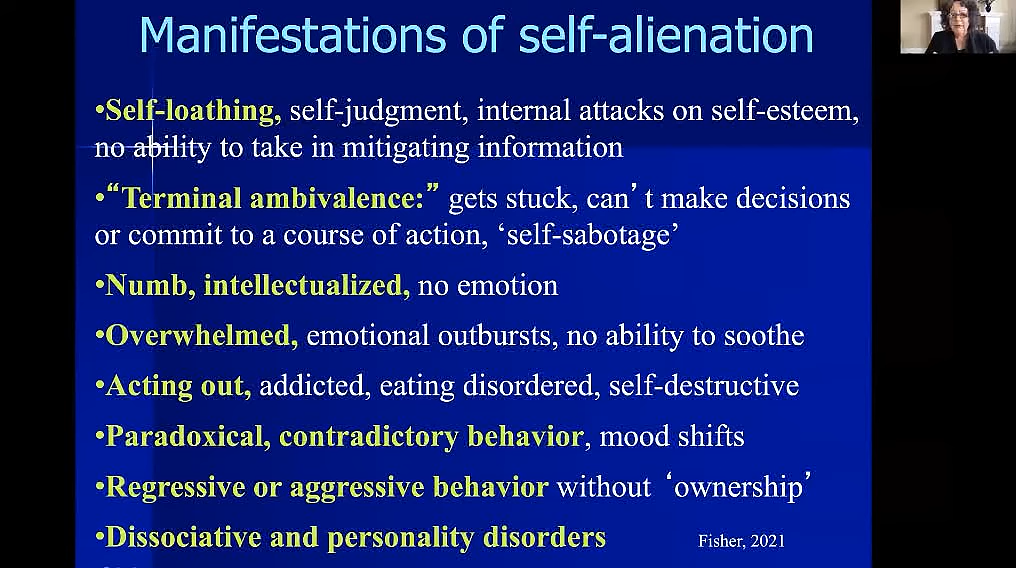 Manifestations of self-alienation
•Self-loathing, self-judgment, internal attacks on self-esteem,
no ability to take in mitigating information
•“Terminal ambivalence:” gets stuck, can’t make decisions
or commit to a course of action, ‘self-sabotage’
•Numb, intellectualized, no emotion
•Overwhelmed, emotional outbursts, no ability to soothe
•Acting out, addicted, eating disordered, self-destructive
•Paradoxical, contradictory behavior, mood shifts
•Regressive or aggressive behavior without ‘ownership’
•Dissociative and personality disorders
Fisher, 2021